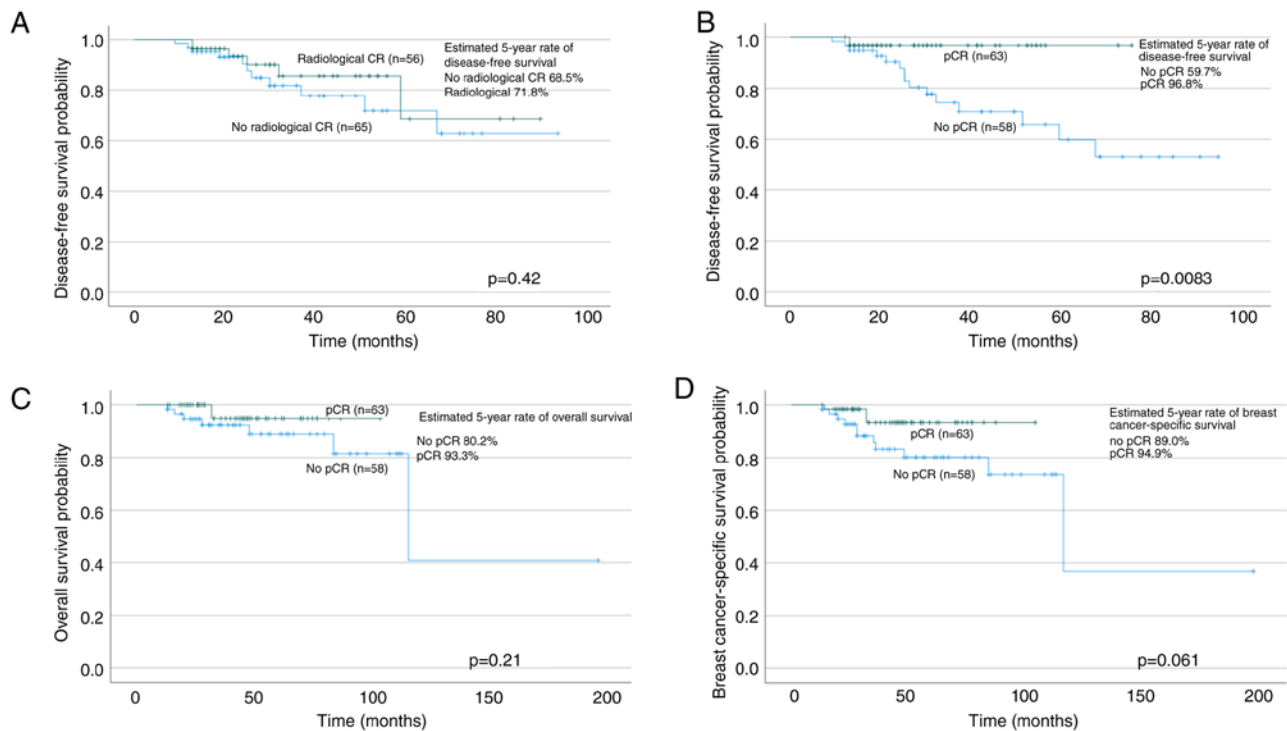 A
Disease-free survival probability
1.0
0.8
0.6
0.4
0.2
0.0
Radiological CR (n=56)
No radiological CR (n=65)
Estimated 5-year rate of
disease-free survival
No radiological CR 68.5%
Radiological 71.8%
p=0.42
0 20 40 60 80 100
Time (months)
B
Disease-free survival probability
1.0
0.8
0.6
0.4
0.2
0.0
pCR (n=63)
No pCR (n=58)
Estimated 5-year rate of
disease-free survival
No pCR 59.7%
pCR 96.8%
p=0.0083
0 20 40 60 80 100
Time (months)
C
Overall survival probability
1.0
0.8
0.6
0.4
0.2
0.0
pCR (n=63)
No pCR (n=58)
Estimated 5-year rate of overall survival
No pCR 80.2%
pCR 93.3%
p=0.21
0 50 100 150 200
Time (months)
D
Breast cancer-specific survival probability
1.0
0.8
0.6
0.4
0.2
0.0
pCR (n=63)
No pCR (n=58)
Estimated 5-year rate of breast
cancer-specific survival
no pCR 89.0%
pCR 94.9%
p=0.061
0 50 100 150 200
Time (months)